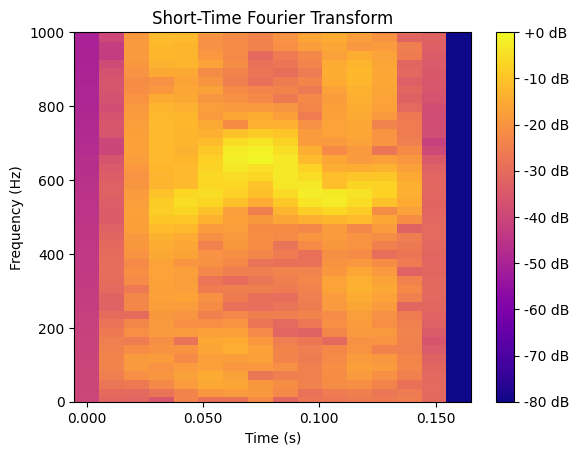 Short-Time Fourier Transform
Frequency (Hz)
1000
800
600
400
200
0
0.000
0.050
0.100
0.150
Time (s)
+0 dB
-10 dB
-20 dB
-30 dB
-40 dB
-50 dB
-60 dB
-70 dB
-80 dB